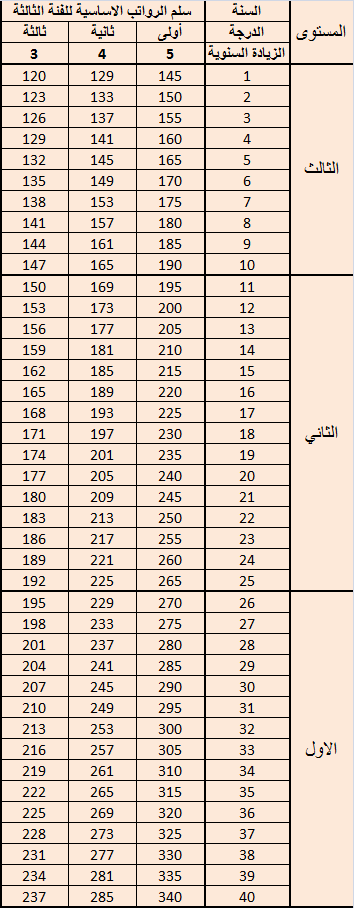 المستوى السنة سلم الرواتب الاساسية للفئة الثالثة
الدرجة أولى ثانية ثالثة
الزيادة السنوية 5 4 3
الثالث
1 145 129 120
2 150 133 123
3 155 137 126
4 160 141 129
5 165 145 132
6 170 149 135
7 175 153 138
8 180 157 141
9 185 161 144
10 190 165 147
الثاني
11 195 169 150
12 200 173 153
13 205 177 156
14 210 181 159
15 215 185 162
16 220 189 165
17 225 193 168
18 230 197 171
19 235 201 174
20 240 205 177
21 245 209 180
22 250 213 183
23 255 217 186
24 260 221 189
25 265 225 192
الاول
26 270 229 195
27 275 233 198
28 280 237 201
29 285 241 204
30 290 245 207
31 295 249 210
32 300 253 213
33 305 257 216
34 310 261 219
35 315 265 222
36 320 269 225
37 325 273 228
38 330 277 231
39 335 281 234
40 340 285 237